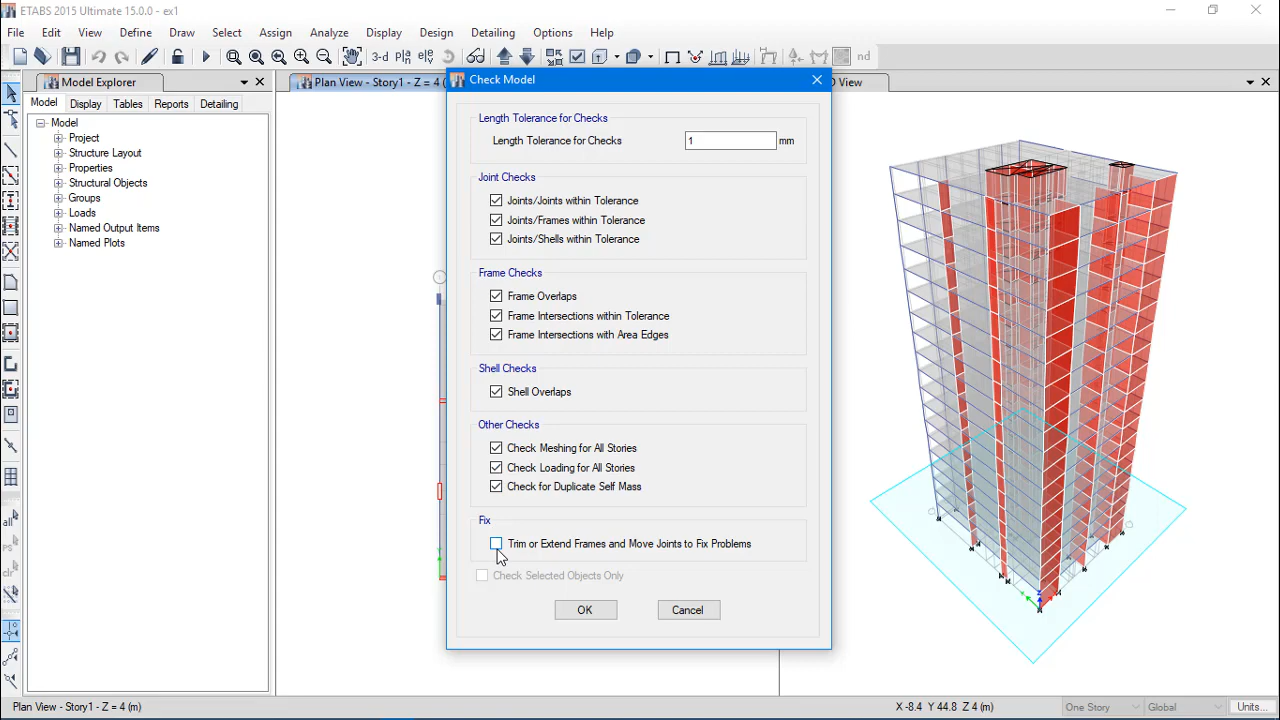 ETABS 2015 Ultimate 15.0.0 - ex1
File Edit View Define Draw Select Assign Analyze Display Design Detailing Options Help
3-d pla ele nd
Model Explorer
Plan View - Story1 - Z = 4 (
View
Model Display Tables Reports Detailing
Model
Project
Structure Layout
Properties
Structural Objects
Groups
Loads
Named Output Items
Named Plots
all
ps
clr
Check Model
Length Tolerance for Checks
Length Tolerance for Checks 1 mm
Joint Checks
Joints/Joints within Tolerance
Joints/Frames within Tolerance
Joints/Shells within Tolerance
Frame Checks
Frame Overlaps
Frame Intersections within Tolerance
Frame Intersections with Area Edges
Shell Checks
Shell Overlaps
Other Checks
Check Meshing for All Stories
Check Loading for All Stories
Check for Duplicate Self Mass
Fix
Trim or Extend Frames and Move Joints to Fix Problems
Check Selected Objects Only
OK Cancel
Plan View - Story1 - Z = 4 (m) X -8.4 Y 44.8 Z 4 (m) One Story Global Units...